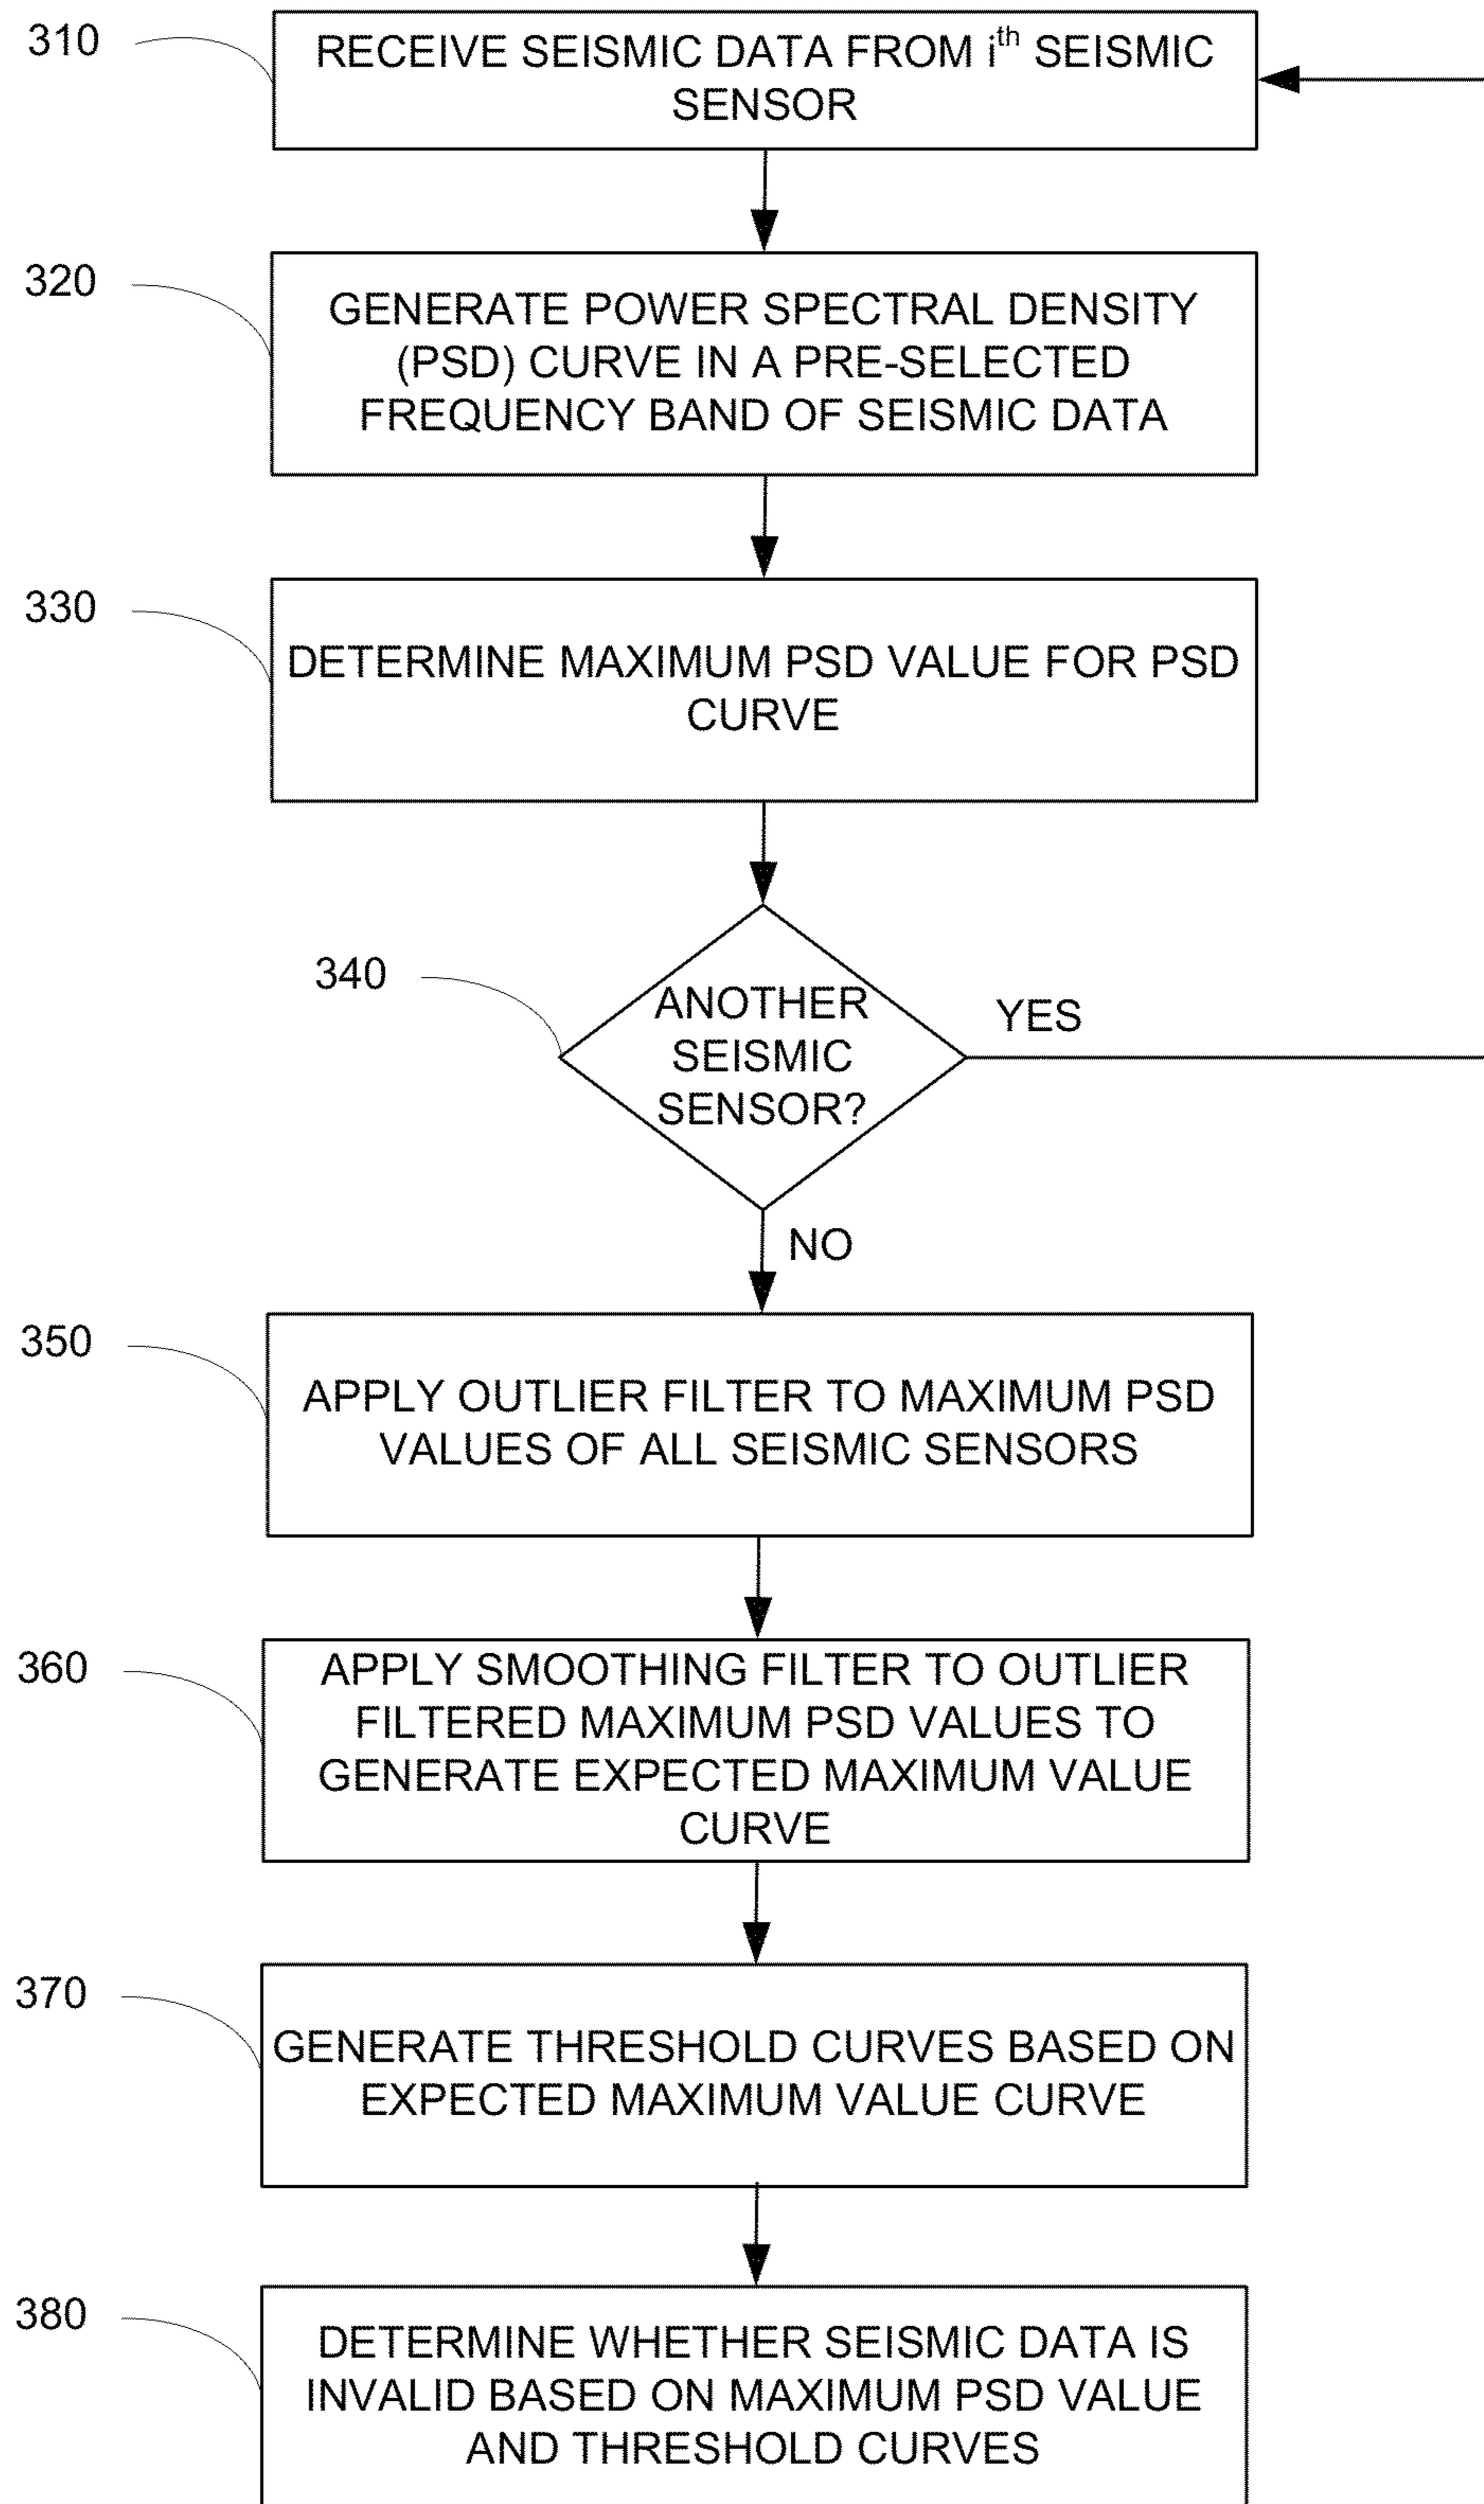 310
RECEIVE SEISMIC DATA FROM ith SEISMIC
SENSOR
320
GENERATE POWER SPECTRAL DENSITY
(PSD) CURVE IN A PRE-SELECTED
FREQUENCY BAND OF SEISMIC DATA
330
DETERMINE MAXIMUM PSD VALUE FOR PSD
CURVE
340
ANOTHER
SEISMIC
SENSOR?
YES
NO
350
APPLY OUTLIER FILTER TO MAXIMUM PSD
VALUES OF ALL SEISMIC SENSORS
360
APPLY SMOOTHING FILTER TO OUTLIER
FILTERED MAXIMUM PSD VALUES TO
GENERATE EXPECTED MAXIMUM VALUE
CURVE
370
GENERATE THRESHOLD CURVES BASED ON
EXPECTED MAXIMUM VALUE CURVE
380
DETERMINE WHETHER SEISMIC DATA IS
INVALID BASED ON MAXIMUM PSD VALUE
AND THRESHOLD CURVES